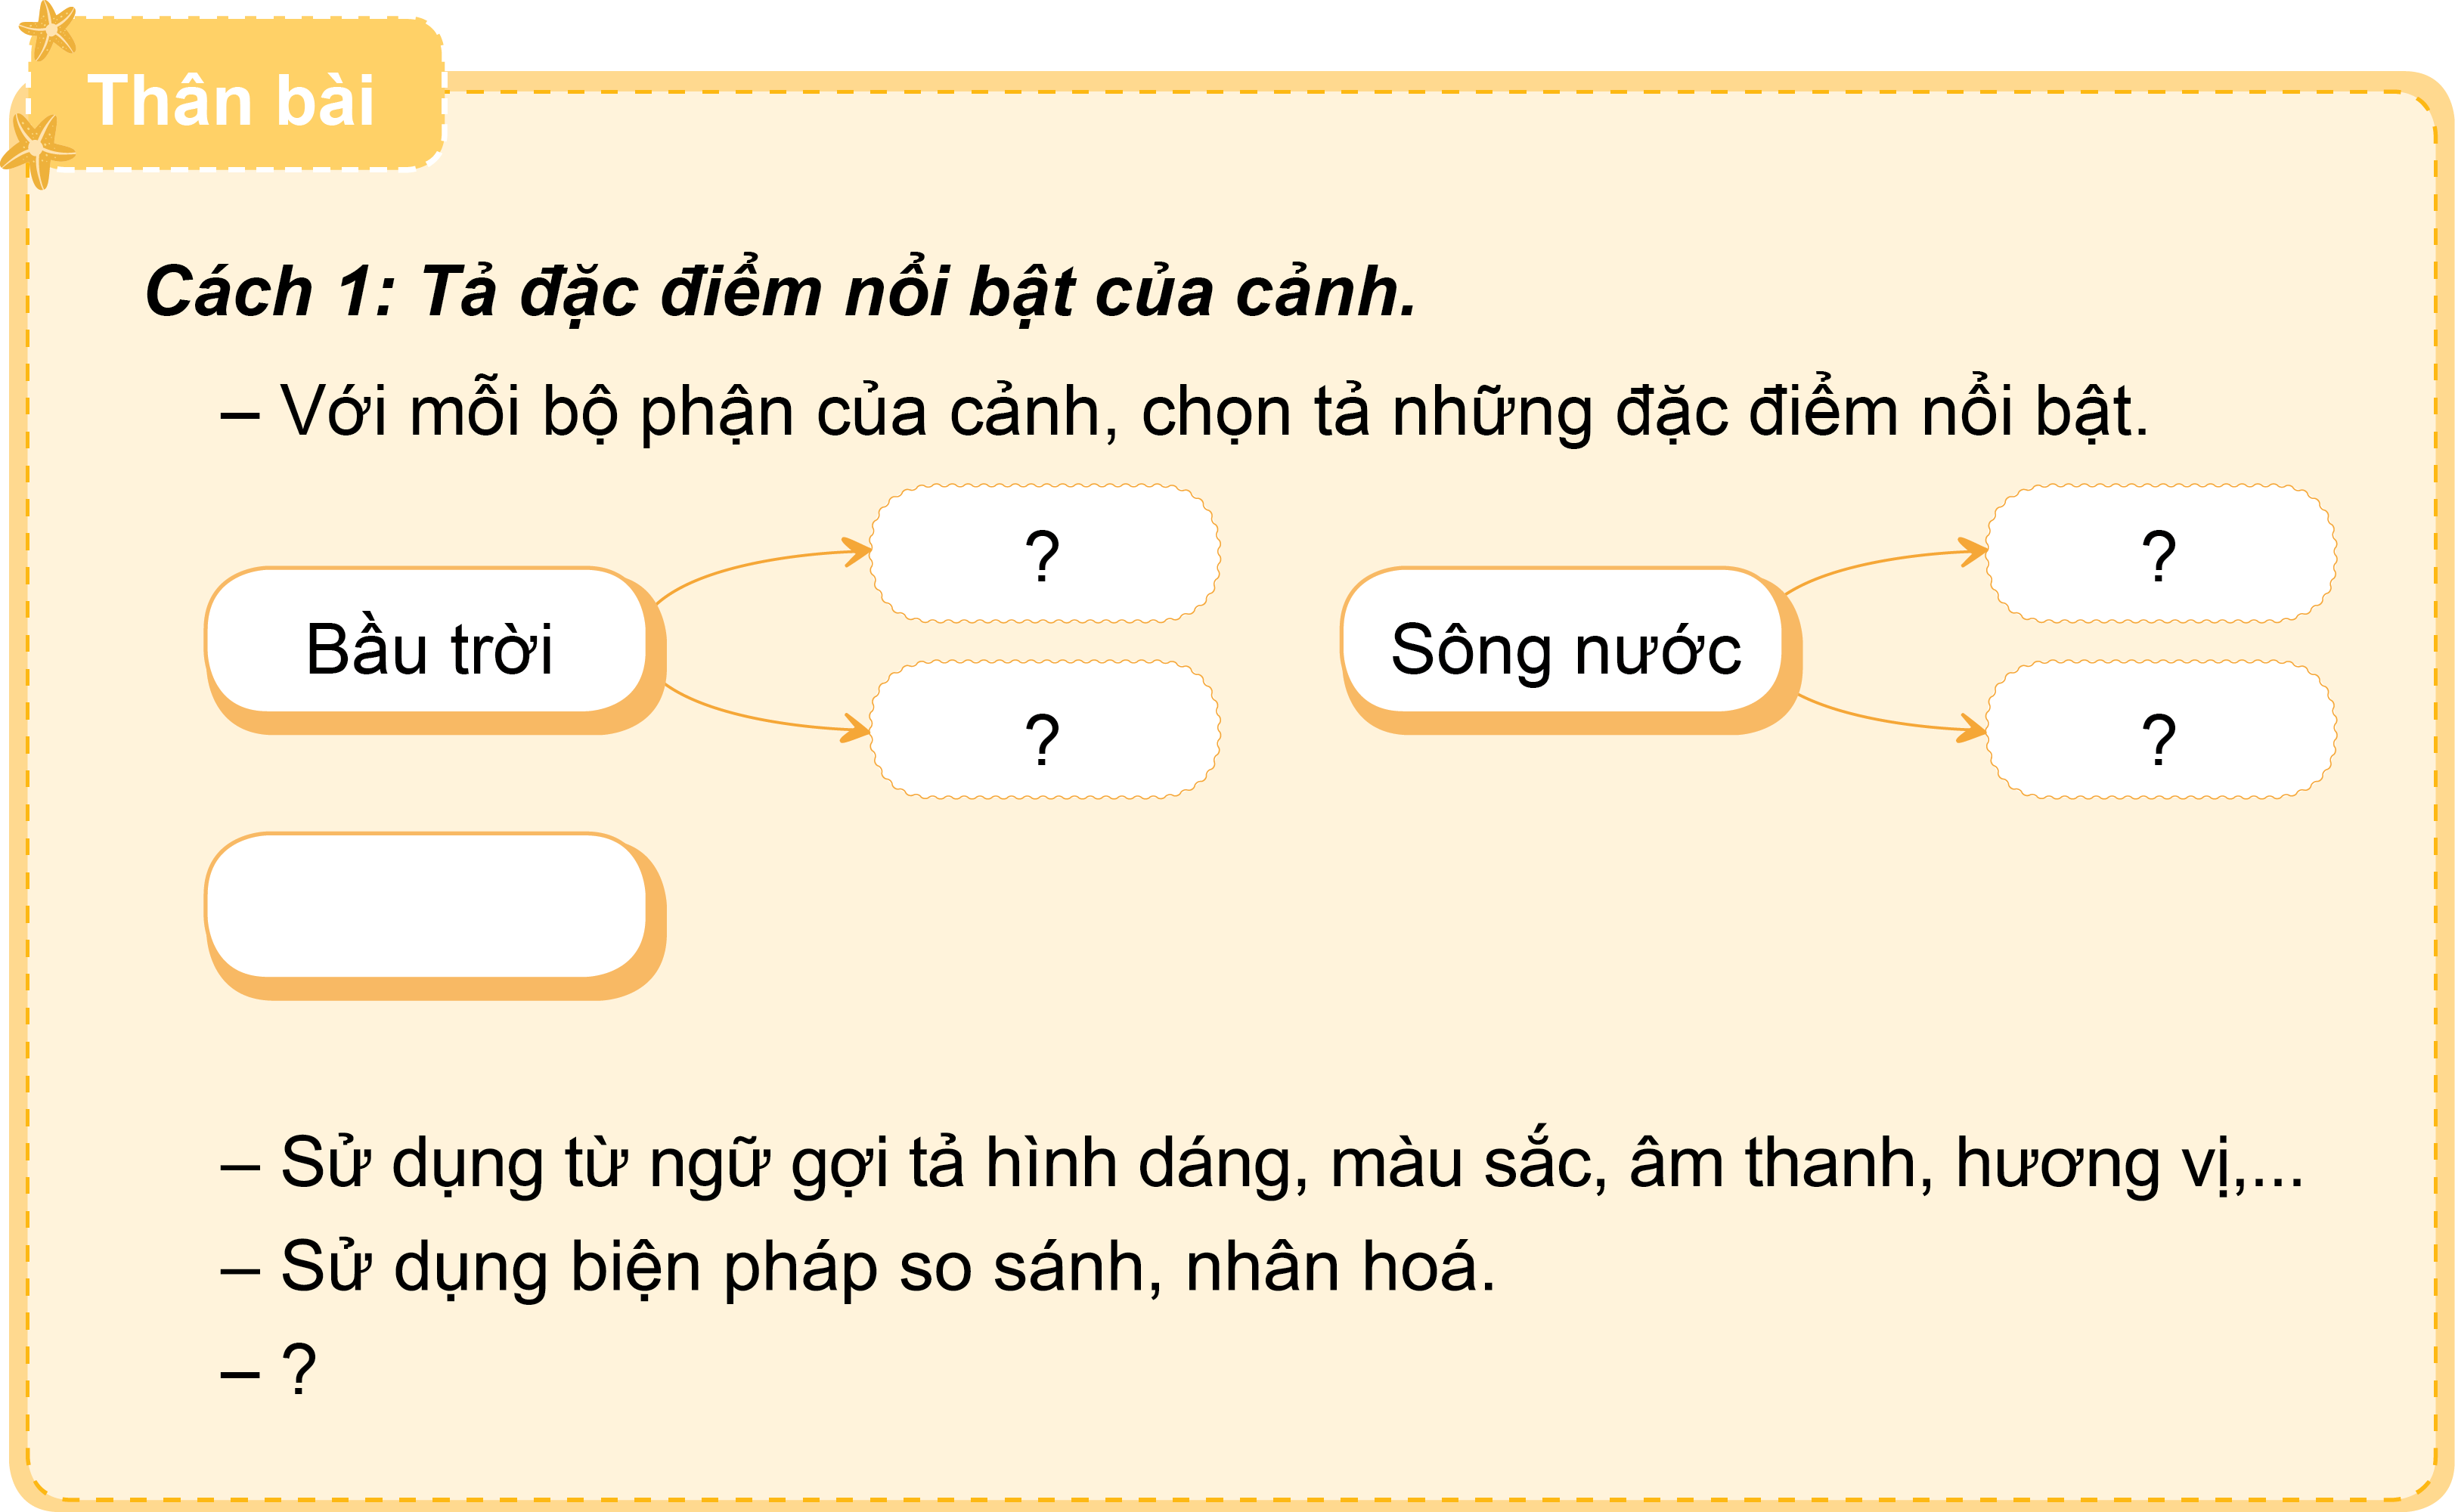 Thân bài
Cách 1: Tả đặc điểm nổi bật của cảnh.
– Với mỗi bộ phận của cảnh, chọn tả những đặc điểm nổi bật.
?
?
Bầu trời
Sông nước
?
?
– Sử dụng từ ngữ gợi tả hình dáng, màu sắc, âm thanh, hương vị,...
– Sử dụng biện pháp so sánh, nhân hoá.
– ?